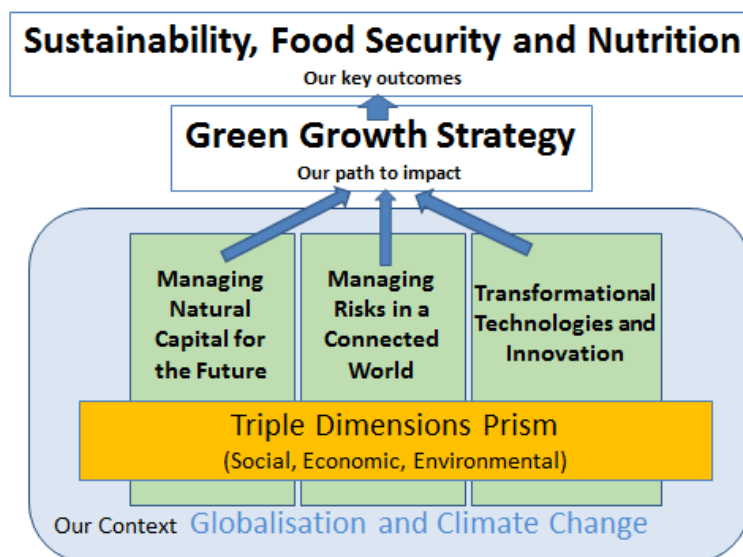 Sustainability, Food Security and Nutrition
Our key outcomes
Green Growth Strategy
Our path to impact
Managing
Natural
Capital for
the Future
Managing
Risks in a
Connected
World
Transformational
Technologies and
Innovation
Triple Dimensions Prism
(Social, Economic, Environmental)
Our Context Globalisation and Climate Change